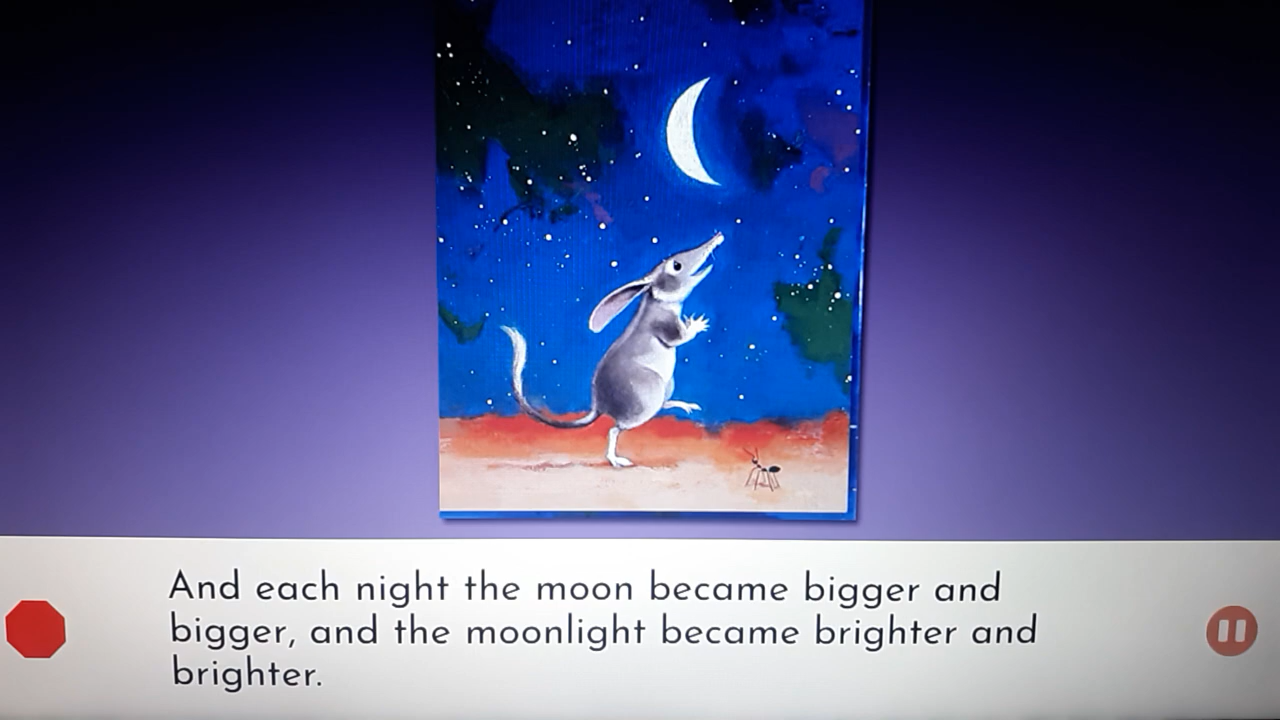 And each night the moon became bigger and
bigger, and the moonlight became brighter and
brighter.